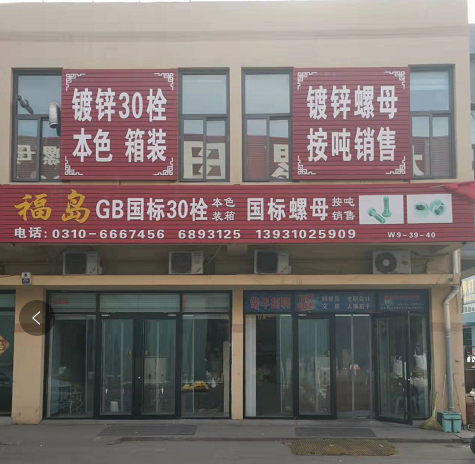 镀锌30栓
本色 箱装
镀锌螺母
按吨销售
福岛 GB国标30栓 本色装箱 国标螺母 按吨销售
电话: 0310-6667456 6893125 13931025909 W9-39-40